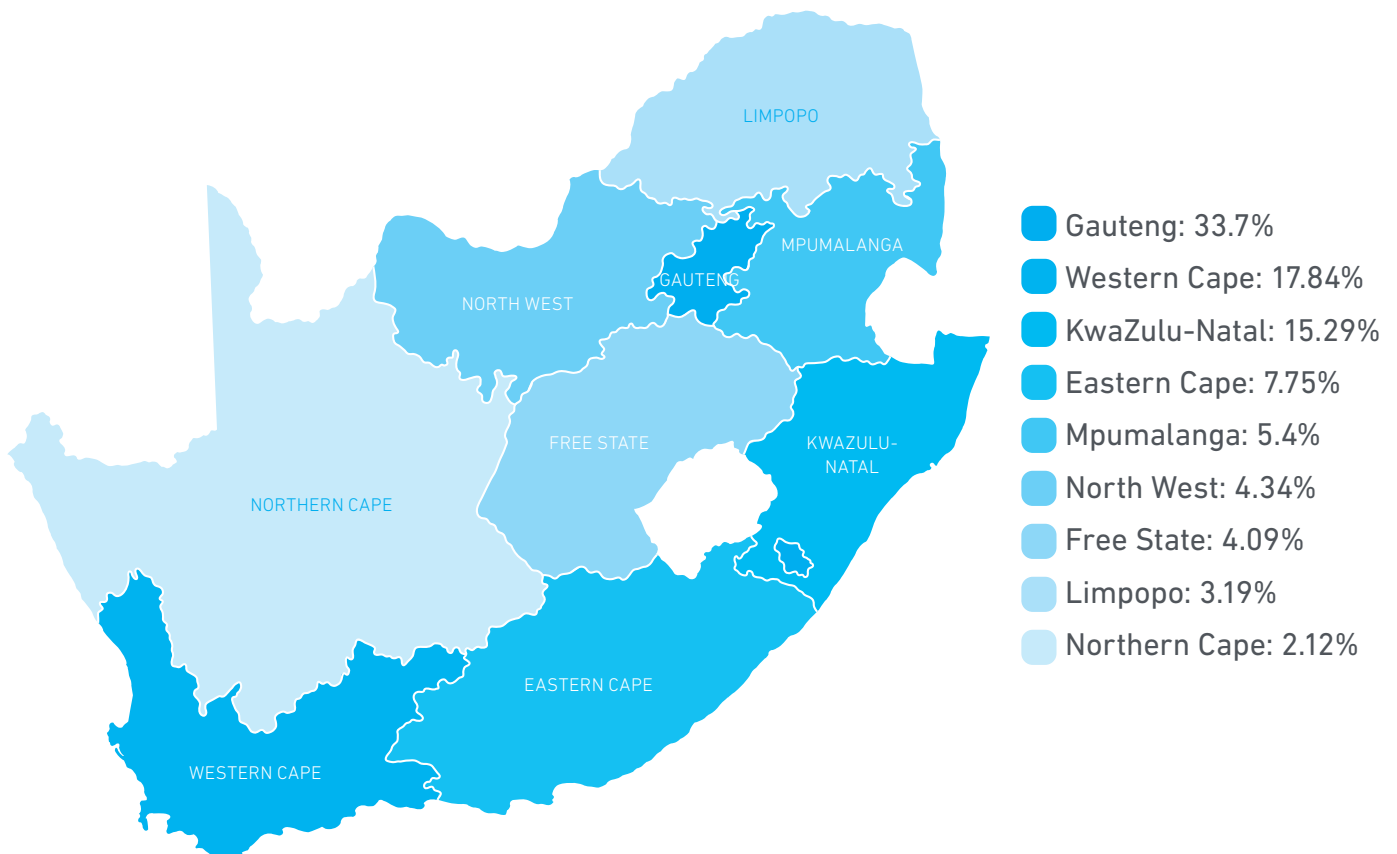 LIMPOPO
MPUMALANGA
GAUTENG
NORTH WEST
FREE STATE
KWAZULU-
NATAL
NORTHERN CAPE
EASTERN CAPE
WESTERN CAPE
Gauteng: 33.7%
Western Cape: 17.84%
KwaZulu-Natal: 15.29%
Eastern Cape: 7.75%
Mpumalanga: 5.4%
North West: 4.34%
Free State: 4.09%
Limpopo: 3.19%
Northern Cape: 2.12%